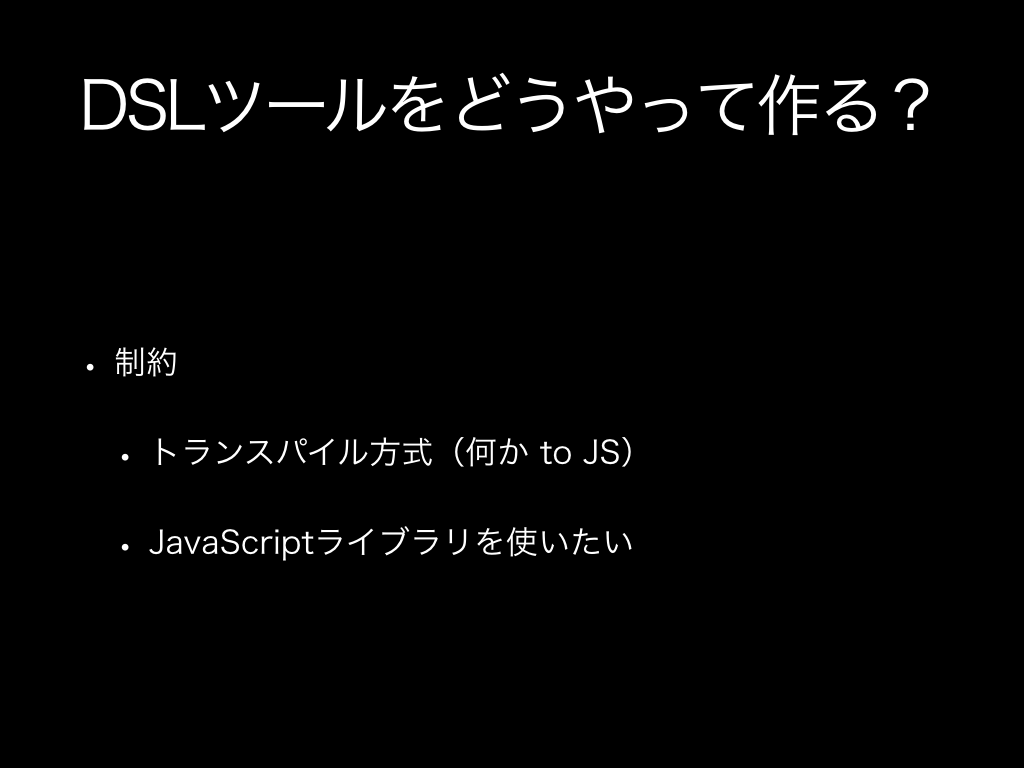 DSLツールをどうやって作る？
• 制約
• トランスパイル方式（何か to JS）
• JavaScriptライブラリを使いたい